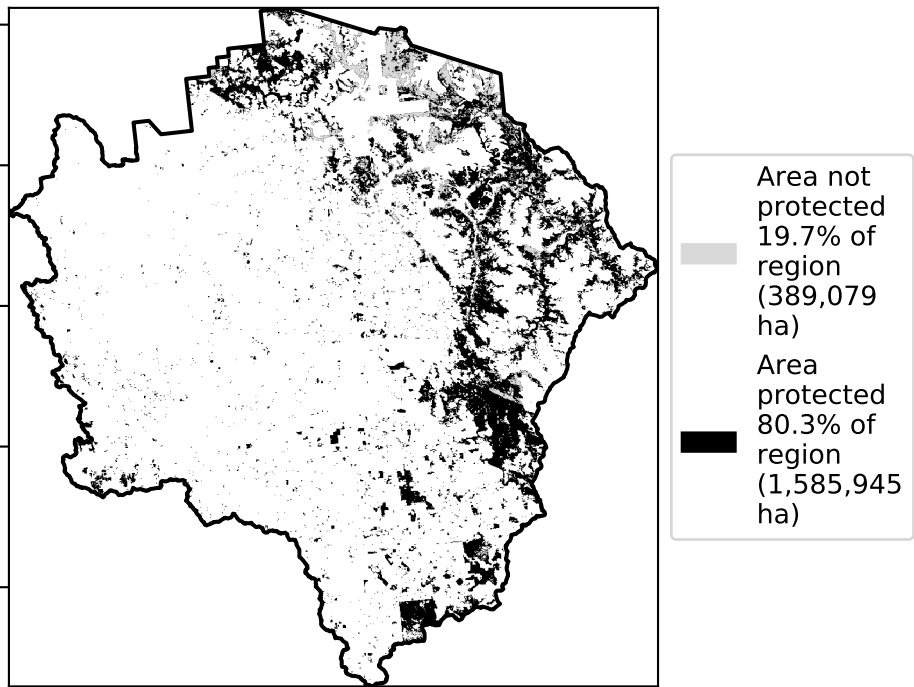 Area not
protected
19.7% of
region
(389,079
ha)
Area
protected
80.3% of
region
(1,585,945
ha)